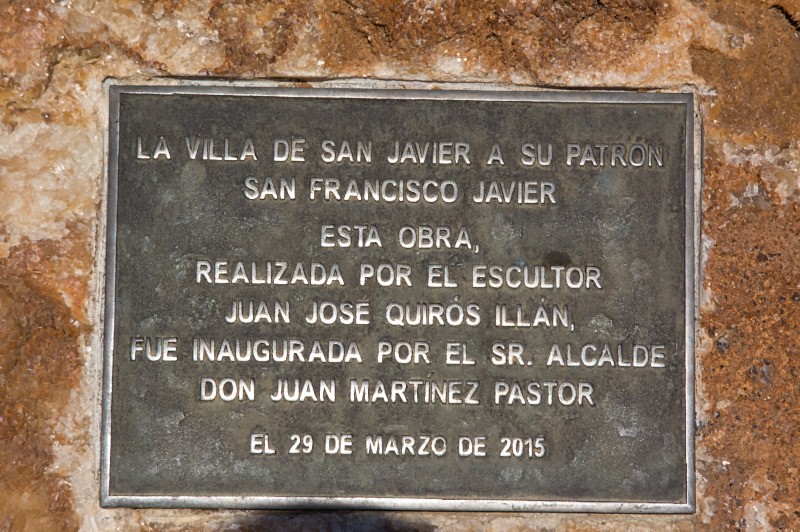 LA VILLA DE SAN JAVIER A SU PATRÓN
SAN FRANCISCO JAVIER
ESTA OBRA,
REALIZADA POR EL ESCULTOR
JUAN JOSÉ QUIRÓS ILLÁN,
FUE INAUGURADA POR EL SR. ALCALDE
DON JUAN MARTÍNEZ PASTOR
EL 29 DE MARZO DE 2015